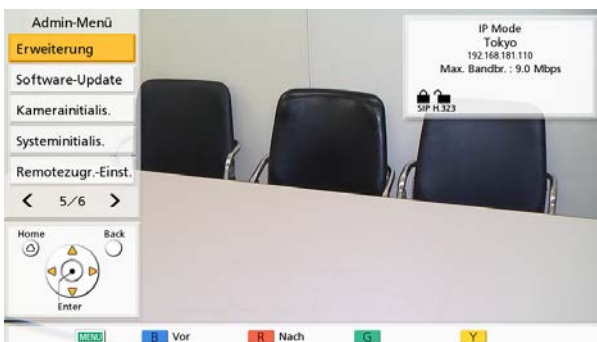 Admin-Menü
Erweiterung
Software-Update
Kamerainitialis.
Systeminitialis.
Remotezugr.-Einst.
5/6
Home
Back
Enter
IP Mode
Tokyo
192.168.181.110
Max. Bandbr. : 9.0 Mbps
SIP H.323
MENU
B Vor
R Nach
G
Y